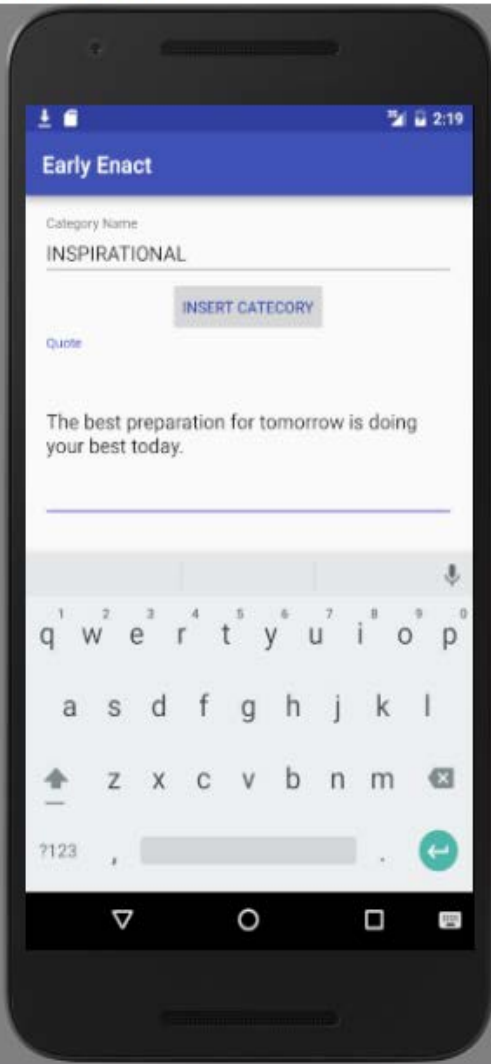 2:19
Early Enact
Category Name
INSPIRATIONAL
INSERT CATECORY
Quote
The best preparation for tomorrow is doing
your best today.
1 2 3 4 5 6 7 8 9 0
q w e r t y u i o p
a s d f g h j k l
z x c v b n m
?123 , .